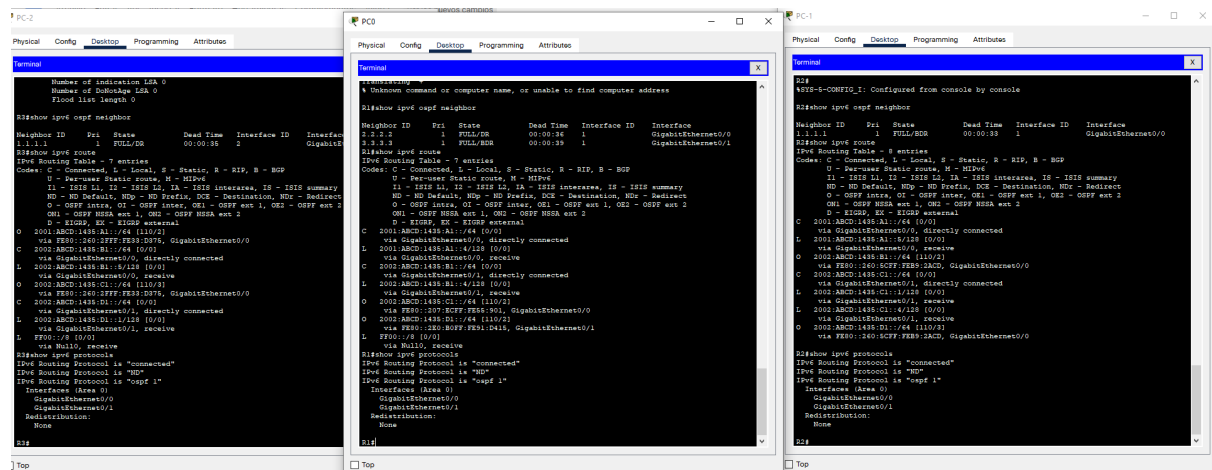 uevos cambios
PC-2
Physical Config Desktop Programming Attributes
Terminal
Number of indication LSA 0
Number of DoNotAge LSA 0
Flood list length 0
R3#show ipv6 ospf neighbor
Neighbor ID Pri State Dead Time Interface ID Interfac
1.1.1.1 1 FULL/DR 00:00:35 2 GigabitE
R3#show ipv6 route
IPv6 Routing Table - 7 entries
Codes: C - Connected, L - Local, S - Static, R - RIP, B - BGP
U - Per-user Static route, M - MIPv6
I1 - ISIS L1, I2 - ISIS L2, IA - ISIS interarea, IS - ISIS
ND - ND Default, NDp - ND Prefix, DCE - Destination, NDr -
O - OSPF intra, OI - OSPF inter, OE1 - OSPF ext 1, OE2 - OSPF ext 2
ON1 - OSPF NSSA ext 1, ON2 - OSPF NSSA ext 2
D - EIGRP, EX - EIGRP external
O 2001:ABCD:1435:A1::/64 [110/2]
via FE80::260:2FFF:FE33:D375, GigabitEthernet0/0
C 2002:ABCD:1435:B1::/64 [0/0]
via GigabitEthernet0/0, directly connected
L 2002:ABCD:1435:B1::5/128 [0/0]
via GigabitEthernet0/0, receive
O 2002:ABCD:1435:C1::/64 [110/3]
via FE80::260:2FFF:FE33:D375, GigabitEthernet0/0
C 2002:ABCD:1435:D1::/64 [0/0]
via GigabitEthernet0/1, directly connected
L 2002:ABCD:1435:D1::1/128 [0/0]
via GigabitEthernet0/1, receive
L FF00::/8 [0/0]
via Null0, receive
R3#show ipv6 protocols
IPv6 Routing Protocol is "connected"
IPv6 Routing Protocol is "ND"
IPv6 Routing Protocol is "ospf 1"
Interfaces (Area 0)
GigabitEthernet0/0
GigabitEthernet0/1
Redistribution:
None
R3#
Top
PC0
Physical Config Desktop Programming Attributes
Terminal X
Translating "
% Unknown command or computer name, or unable to find computer address
R1#show ipv6 ospf neighbor
Neighbor ID Pri State Dead Time Interface ID Interface
2.2.2.2 1 FULL/DR 00:00:36 1 GigabitEthernet0/0
3.3.3.3 1 FULL/BDR 00:00:39 1 GigabitEthernet0/1
R1#show ipv6 route
IPv6 Routing Table - 7 entries
Codes: C - Connected, L - Local, S - Static, R - RIP, B - BGP
U - Per-user Static route, M - MIPv6
I1 - ISIS L1, I2 - ISIS L2, IA - ISIS interarea, IS - ISIS summary
ND - ND Default, NDp - ND Prefix, DCE - Destination, NDr - Redirect
O - OSPF intra, OI - OSPF inter, OE1 - OSPF ext 1, OE2 - OSPF ext 2
ON1 - OSPF NSSA ext 1, ON2 - OSPF NSSA ext 2
D - EIGRP, EX - EIGRP external
C 2001:ABCD:1435:A1::/64 [0/0]
via GigabitEthernet0/0, directly connected
L 2001:ABCD:1435:A1::4/128 [0/0]
via GigabitEthernet0/0, receive
C 2002:ABCD:1435:B1::/64 [0/0]
via GigabitEthernet0/1, directly connected
L 2002:ABCD:1435:B1::4/128 [0/0]
via GigabitEthernet0/1, receive
O 2002:ABCD:1435:C1::/64 [110/2]
via FE80::207:ECFF:FE55:901, GigabitEthernet0/0
O 2002:ABCD:1435:D1::/64 [110/2]
via FE80::2E0:B0FF:FE91:D415, GigabitEthernet0/1
L FF00::/8 [0/0]
via Null0, receive
R1#show ipv6 protocols
IPv6 Routing Protocol is "connected"
IPv6 Routing Protocol is "ND"
IPv6 Routing Protocol is "ospf 1"
Interfaces (Area 0)
GigabitEthernet0/0
GigabitEthernet0/1
Redistribution:
None
R1#
Top
PC-1
Physical Config Desktop Programming Attributes
Terminal X
R2#
%SYS-5-CONFIG_I: Configured from console by console
R2#show ipv6 ospf neighbor
Neighbor ID Pri State Dead Time Interface ID Interface
1.1.1.1 1 FULL/BDR 00:00:33 1 GigabitEthernet0/0
R2#show ipv6 route
IPv6 Routing Table - 8 entries
Codes: C - Connected, L - Local, S - Static, R - RIP, B - BGP
U - Per-user Static route, M - MIPv6
I1 - ISIS L1, I2 - ISIS L2, IA - ISIS interarea, IS - ISIS summary
ND - ND Default, NDp - ND Prefix, DCE - Destination, NDr - Redirect
O - OSPF intra, OI - OSPF inter, OE1 - OSPF ext 1, OE2 - OSPF ext 2
ON1 - OSPF NSSA ext 1, ON2 - OSPF NSSA ext 2
D - EIGRP, EX - EIGRP external
C 2001:ABCD:1435:A1::/64 [0/0]
via GigabitEthernet0/0, directly connected
L 2001:ABCD:1435:A1::5/128 [0/0]
via GigabitEthernet0/0, receive
O 2002:ABCD:1435:B1::/64 [110/2]
via FE80::260:5CFF:FEB9:2ACD, GigabitEthernet0/0
C 2002:ABCD:1435:C1::/64 [0/0]
via GigabitEthernet0/1, directly connected
L 2002:ABCD:1435:C1::1/128 [0/0]
via GigabitEthernet0/1, receive
L 2002:ABCD:1435:C1::4/128 [0/0]
via GigabitEthernet0/1, receive
O 2002:ABCD:1435:D1::/64 [110/3]
via FE80::260:5CFF:FEB9:2ACD, GigabitEthernet0/0
R2#show ipv6 protocols
IPv6 Routing Protocol is "connected"
IPv6 Routing Protocol is "ND"
IPv6 Routing Protocol is "ospf 1"
Interfaces (Area 0)
GigabitEthernet0/0
GigabitEthernet0/1
Redistribution:
None
R2#
Top